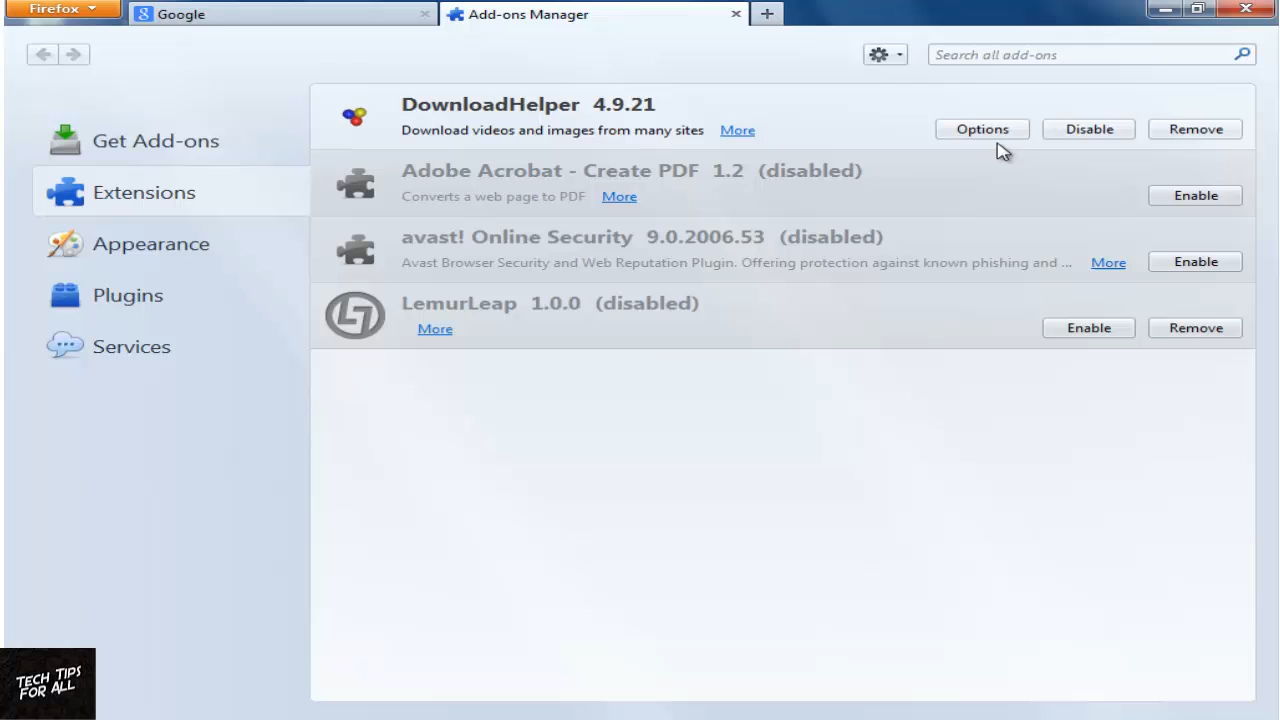 Firefox
Google
Add-ons Manager
Search all add-ons
Get Add-ons
Extensions
Appearance
Plugins
Services
DownloadHelper 4.9.21
Download videos and images from many sites More
Options Disable Remove
Adobe Acrobat - Create PDF 1.2 (disabled)
Converts a web page to PDF More
Enable
avast! Online Security 9.0.2006.53 (disabled)
Avast Browser Security and Web Reputation Plugin. Offering protection against known phishing and ... More
Enable
LemurLeap 1.0.0 (disabled)
More
Enable Remove
TECH TIPS
FOR ALL